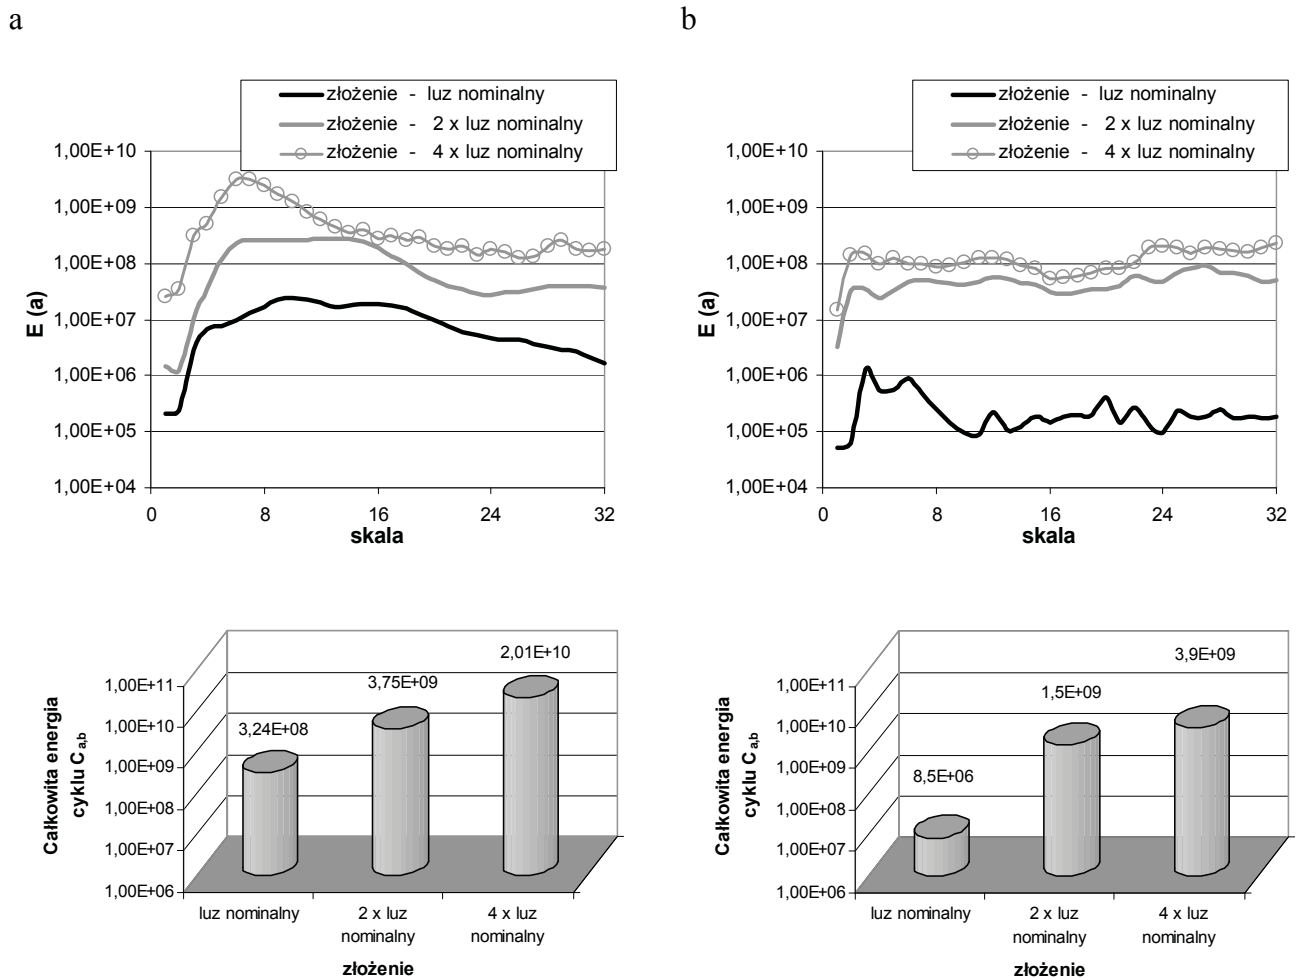 a
b
złożenie - luz nominalny
złożenie - 2 x luz nominalny
złożenie - 4 x luz nominalny
1,00E+10
1,00E+09
1,00E+08
1,00E+07
1,00E+06
1,00E+05
1,00E+04
E (a)
0
8
16
24
32
skala
złożenie - luz nominalny
złożenie - 2 x luz nominalny
złożenie - 4 x luz nominalny
1,00E+10
1,00E+09
1,00E+08
1,00E+07
1,00E+06
1,00E+05
1,00E+04
E (a)
0
8
16
24
32
skala
Całkowita energia
cyklu C a,b
1,00E+11
1,00E+10
1,00E+09
1,00E+08
1,00E+07
1,00E+06
3,24E+08
3,75E+09
2,01E+10
luz nominalny
2 x luz
nominalny
4 x luz
nominalny
złożenie
Całkowita energia
cyklu C a,b
1,00E+11
1,00E+10
1,00E+09
1,00E+08
1,00E+07
1,00E+06
8,5E+06
1,5E+09
3,9E+09
luz nominalny
2 x luz
nominalny
4 x luz
nominalny
złożenie